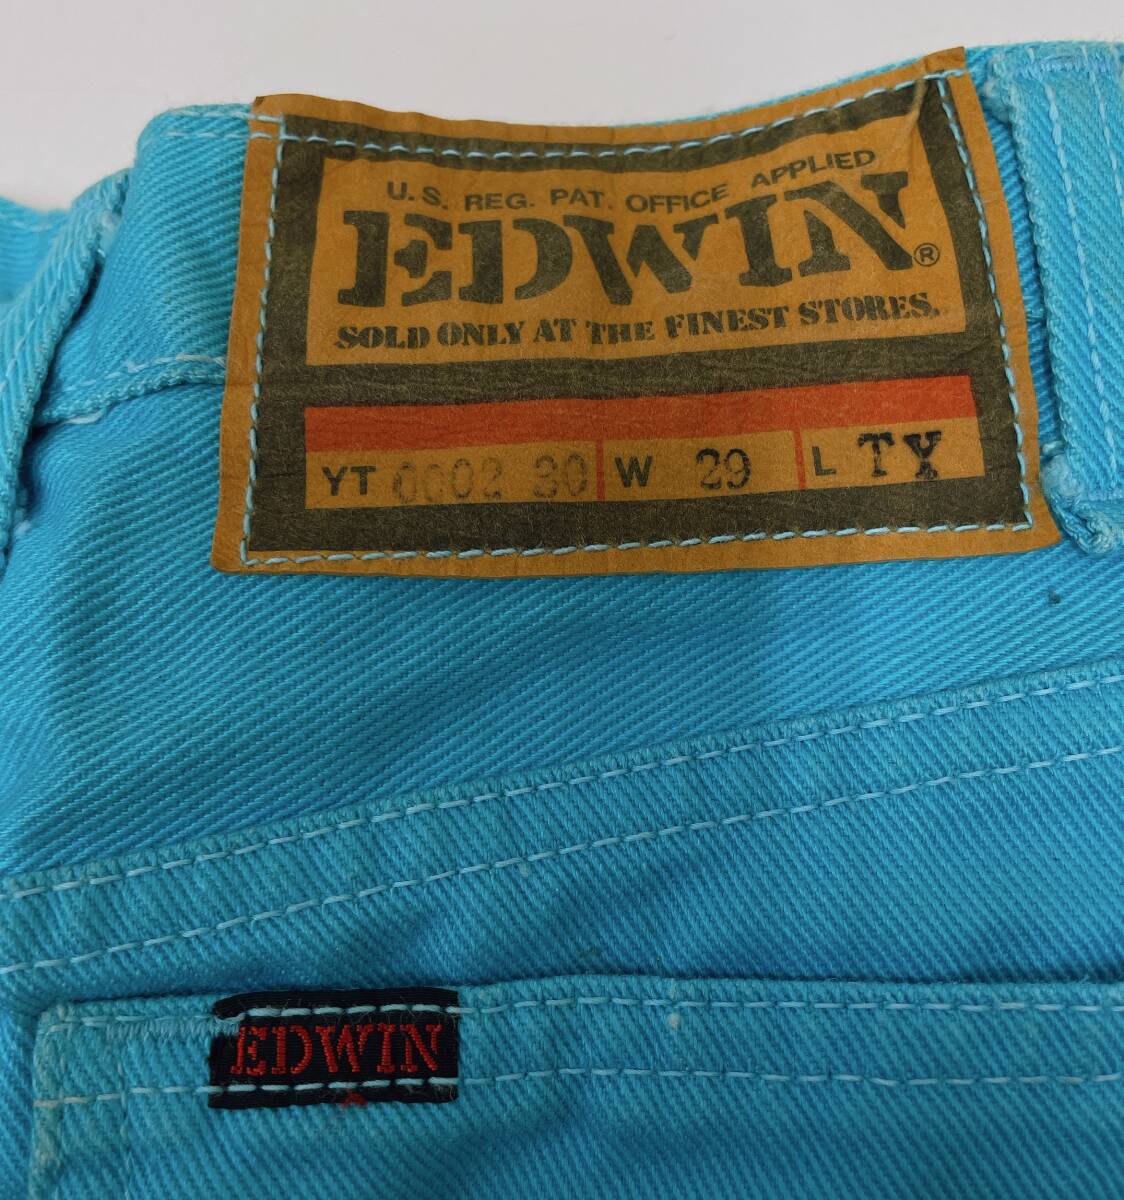 U.S. REG. PAT. OFFICE APPLIED
EDWIN®
SOLD ONLY AT THE FINEST STORES.
YT 0002 30 W 29 L TY
EDWIN